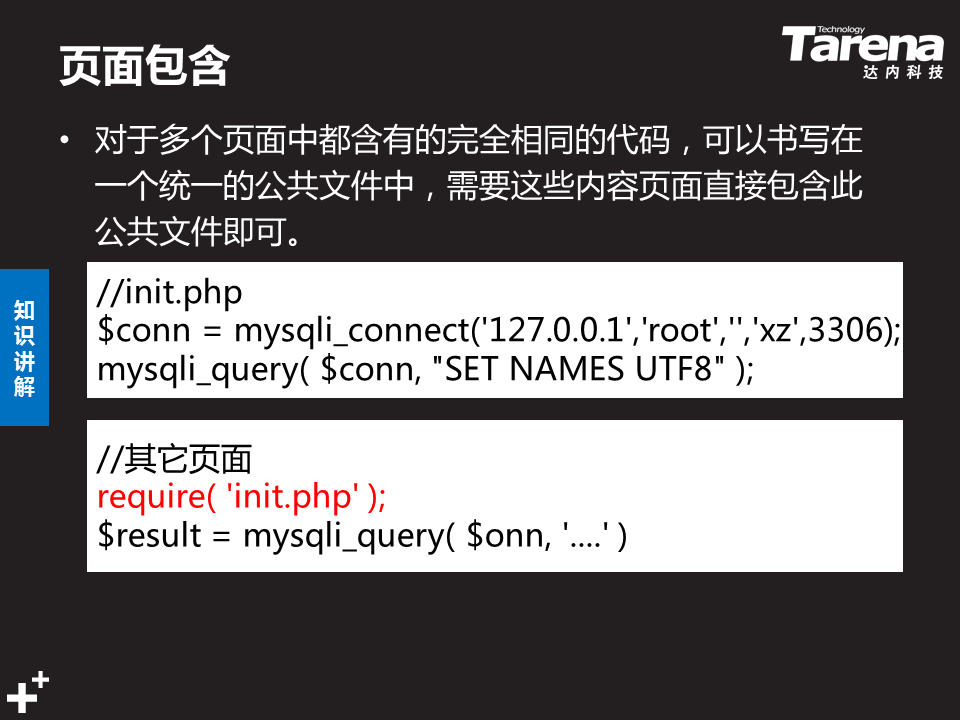 页面包含
Technology
Tarena
达内科技
• 对于多个页面中都含有的完全相同的代码，可以书写在
一个统一的公共文件中，需要这些内容页面直接包含此
公共文件即可。
知识讲解
//init.php
$conn = mysqli_connect('127.0.0.1','root','','xz',3306);
mysqli_query( $conn, "SET NAMES UTF8" );
//其它页面
require( 'init.php' );
$result = mysqli_query( $onn, '....' )